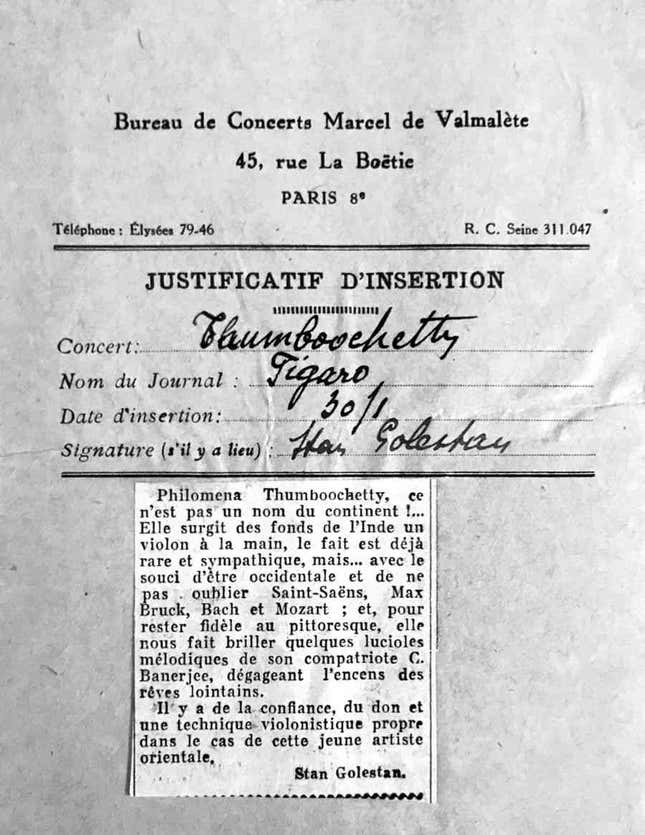 Bureau de Concerts Marcel de Valmalète
45, rue La Boëtie
PARIS 8e
Téléphone : Élysées 79-46 R. C. Seine 311.047
JUSTIFICATIF D'INSERTION
Concert: Thumboochetty
Nom du Journal : Figaro
Date d'insertion: 30/1
Signature (s'il y a lieu) : Stan Golestan
Philomena Thumboochetty, ce
n'est pas un nom du continent !...
Elle surgit des fonds de l'Inde un
violon à la main, le fait est déjà
rare et sympathique, mais... avec le
souci d'être occidentale et de ne
pas oublier Saint-Saëns, Max
Bruck, Bach et Mozart ; et, pour
rester fidèle au pittoresque, elle
nous fait briller quelques lucioles
mélodiques de son compatriote C.
Banerjee, dégageant l'encens des
rêves lointains.
Il y a de la confiance, du don et
une technique violonistique propre
dans le cas de cette jeune artiste
orientale.
Stan Golestan.